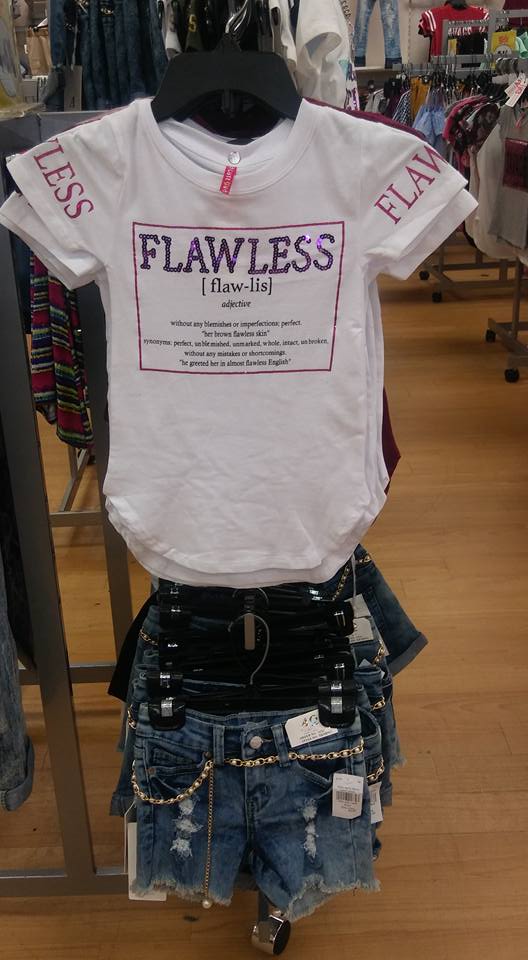 FLAWLESS
[flaw-lis]
adjective
without any blemishes or imperfections; perfect.
"her brown flawless skin"
synonyms: perfect, unblemished, unmarked, whole, intact, unbroken,
without any mistakes or shortcomings.
"he greeted her in almost flawless English"
LESS
FLAW